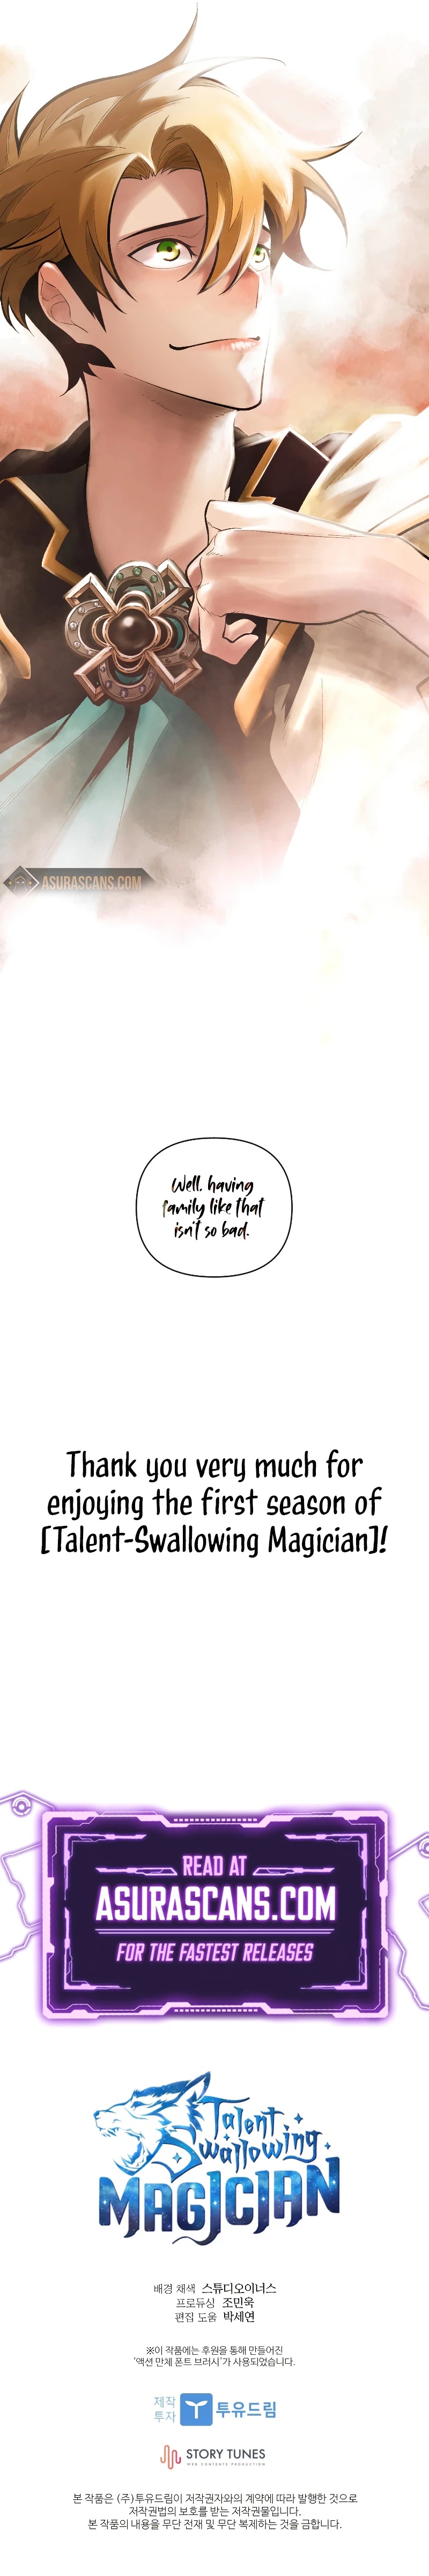 ASURASCANS.COM
Well, having
family like that
isn't so bad.
Thank you very much for
enjoying the first season of
[Talent-Swallowing Magician]!
READ AT
ASURASCANS.COM
FOR THE FASTEST RELEASES
Talent
Swallowing
MAGICIAN
배경 채색 스튜디오이너스
프로듀싱 조민욱
편집 도움 박세연
※이 작품에는 후원을 통해 만들어진
'액션 만체 폰트 브러시'가 사용되었습니다.
제작
투자
투유드림
STORY TUNES
WEB CONTENTS PRODUCTION
본 작품은 (주)투유드림이 저작권자와의 계약에 따라 발행한 것으로
저작권법의 보호를 받는 저작권물입니다.
본 작품의 내용을 무단 전재 및 무단 복제하는 것을 금합니다.